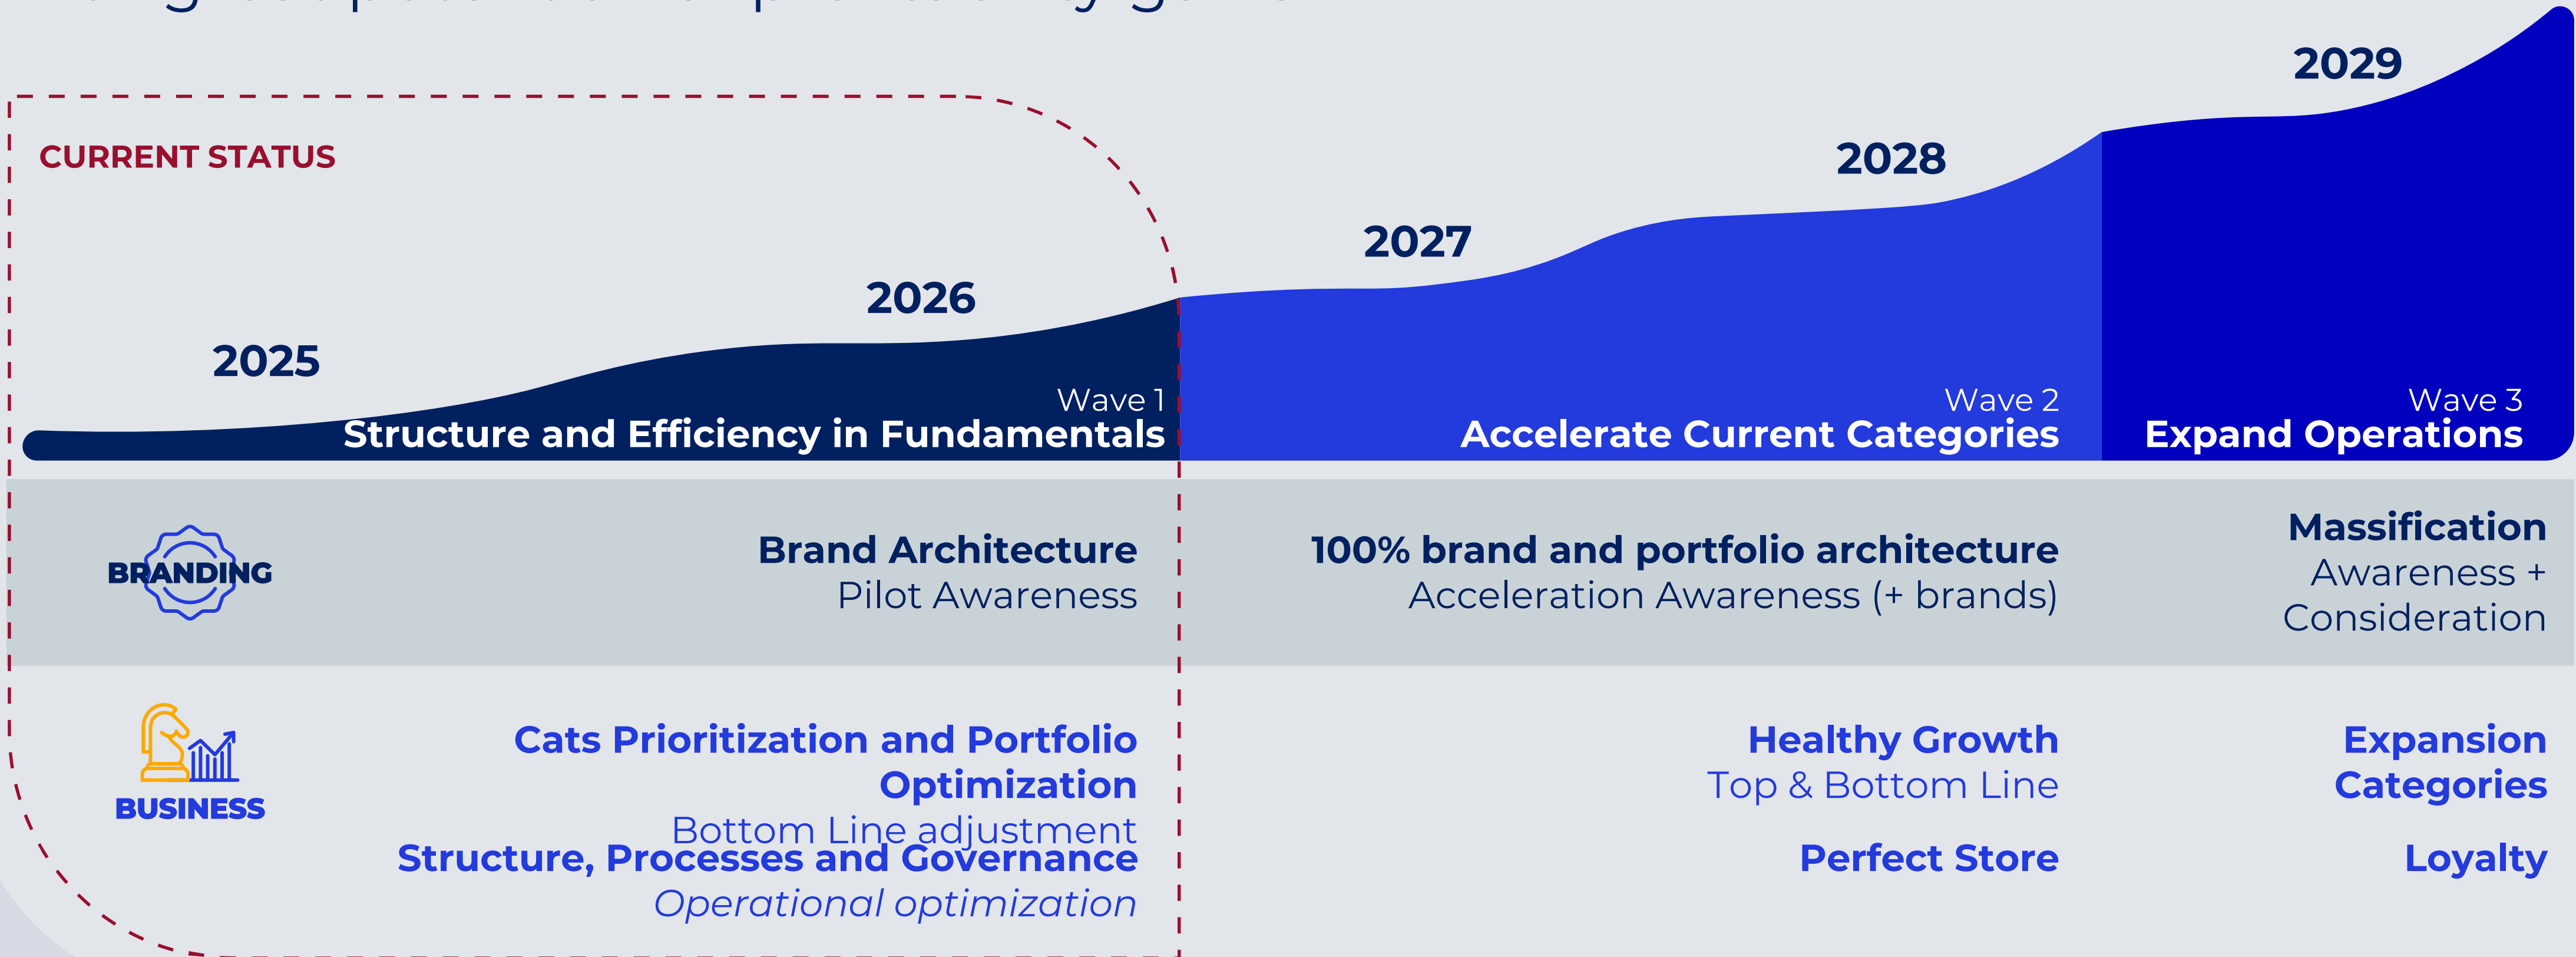 CURRENT STATUS
2025
2026
2027
2028
2029
Wave 1
Structure and Efficiency in Fundamentals
Wave 2
Accelerate Current Categories
Wave 3
Expand Operations
BRANDING
Brand Architecture
Pilot Awareness
100% brand and portfolio architecture
Acceleration Awareness (+ brands)
Massification
Awareness +
Consideration
BUSINESS
Cats Prioritization and Portfolio
Optimization
Bottom Line adjustment
Structure, Processes and Governance
Operational optimization
Healthy Growth
Top & Bottom Line
Perfect Store
Expansion
Categories
Loyalty